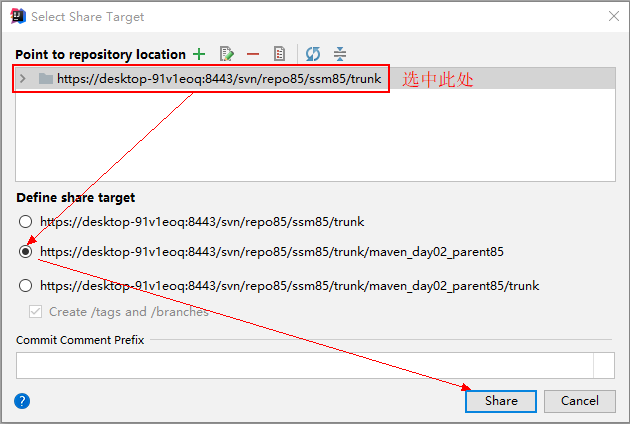 Select Share Target
Point to repository location
https://desktop-91v1eoq:8443/svn/repo85/ssm85/trunk 选中此处
Define share target
https://desktop-91v1eoq:8443/svn/repo85/ssm85/trunk
https://desktop-91v1eoq:8443/svn/repo85/ssm85/trunk/maven_day02_parent85
https://desktop-91v1eoq:8443/svn/repo85/ssm85/trunk/maven_day02_parent85/trunk
Create /tags and /branches
Commit Comment Prefix
? Share Cancel